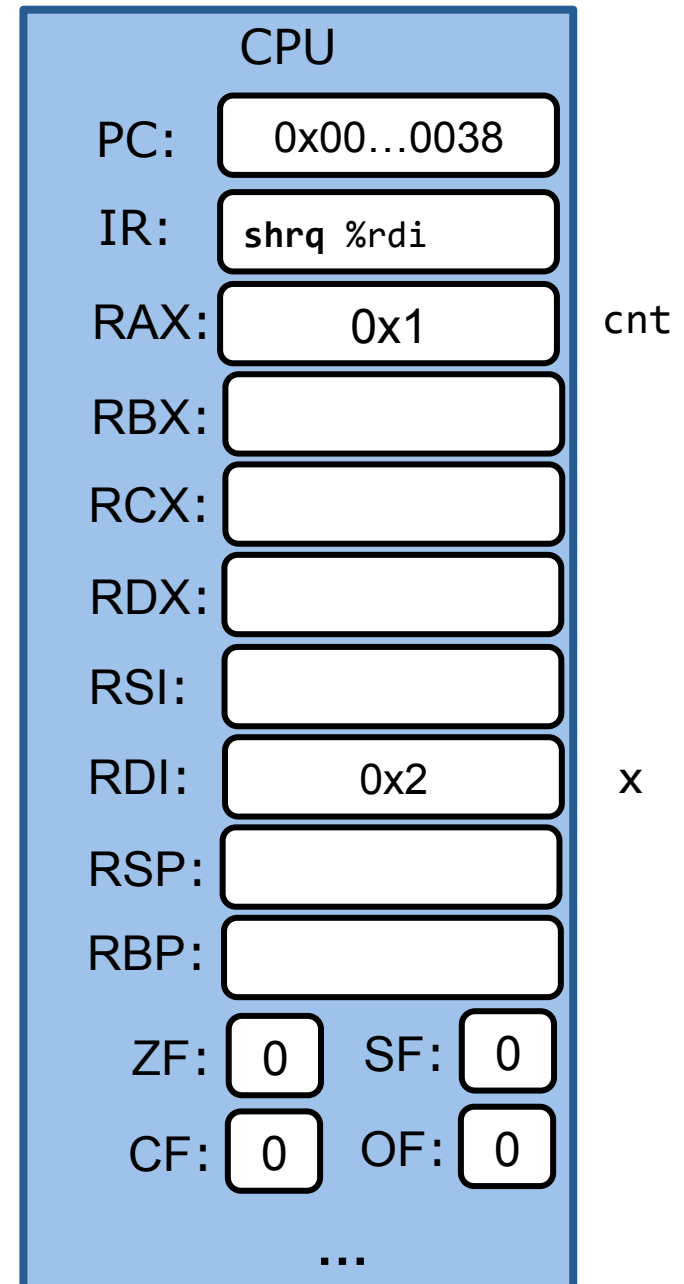 CPU
PC: 0x00...0038
IR: shrq %rdi
RAX: 0x1 cnt
RBX:
RCX:
RDX:
RSI:
RDI: 0x2 x
RSP:
RBP:
ZF: 0 SF: 0
CF: 0 OF: 0
...